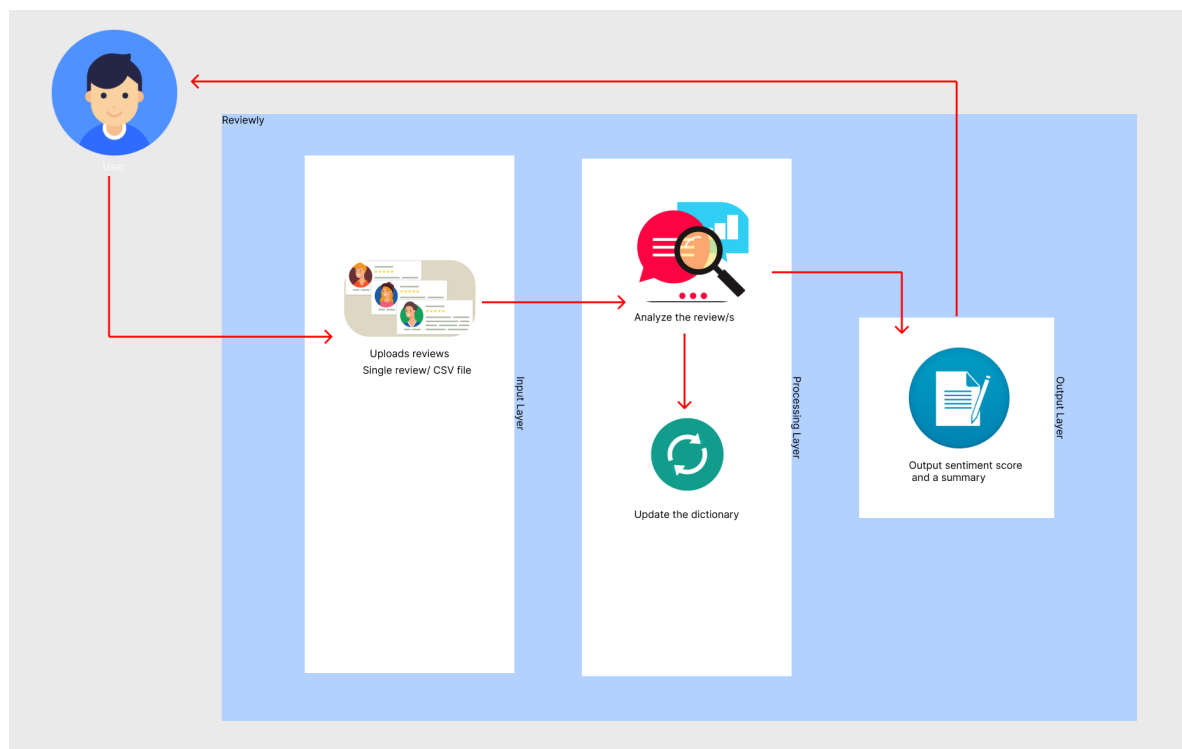 User
Reviewly
Uploads reviews
Single review/ CSV file
Input Layer
Analyze the review/s
Update the dictionary
Processing Layer
Output sentiment score
and a summary
Output Layer